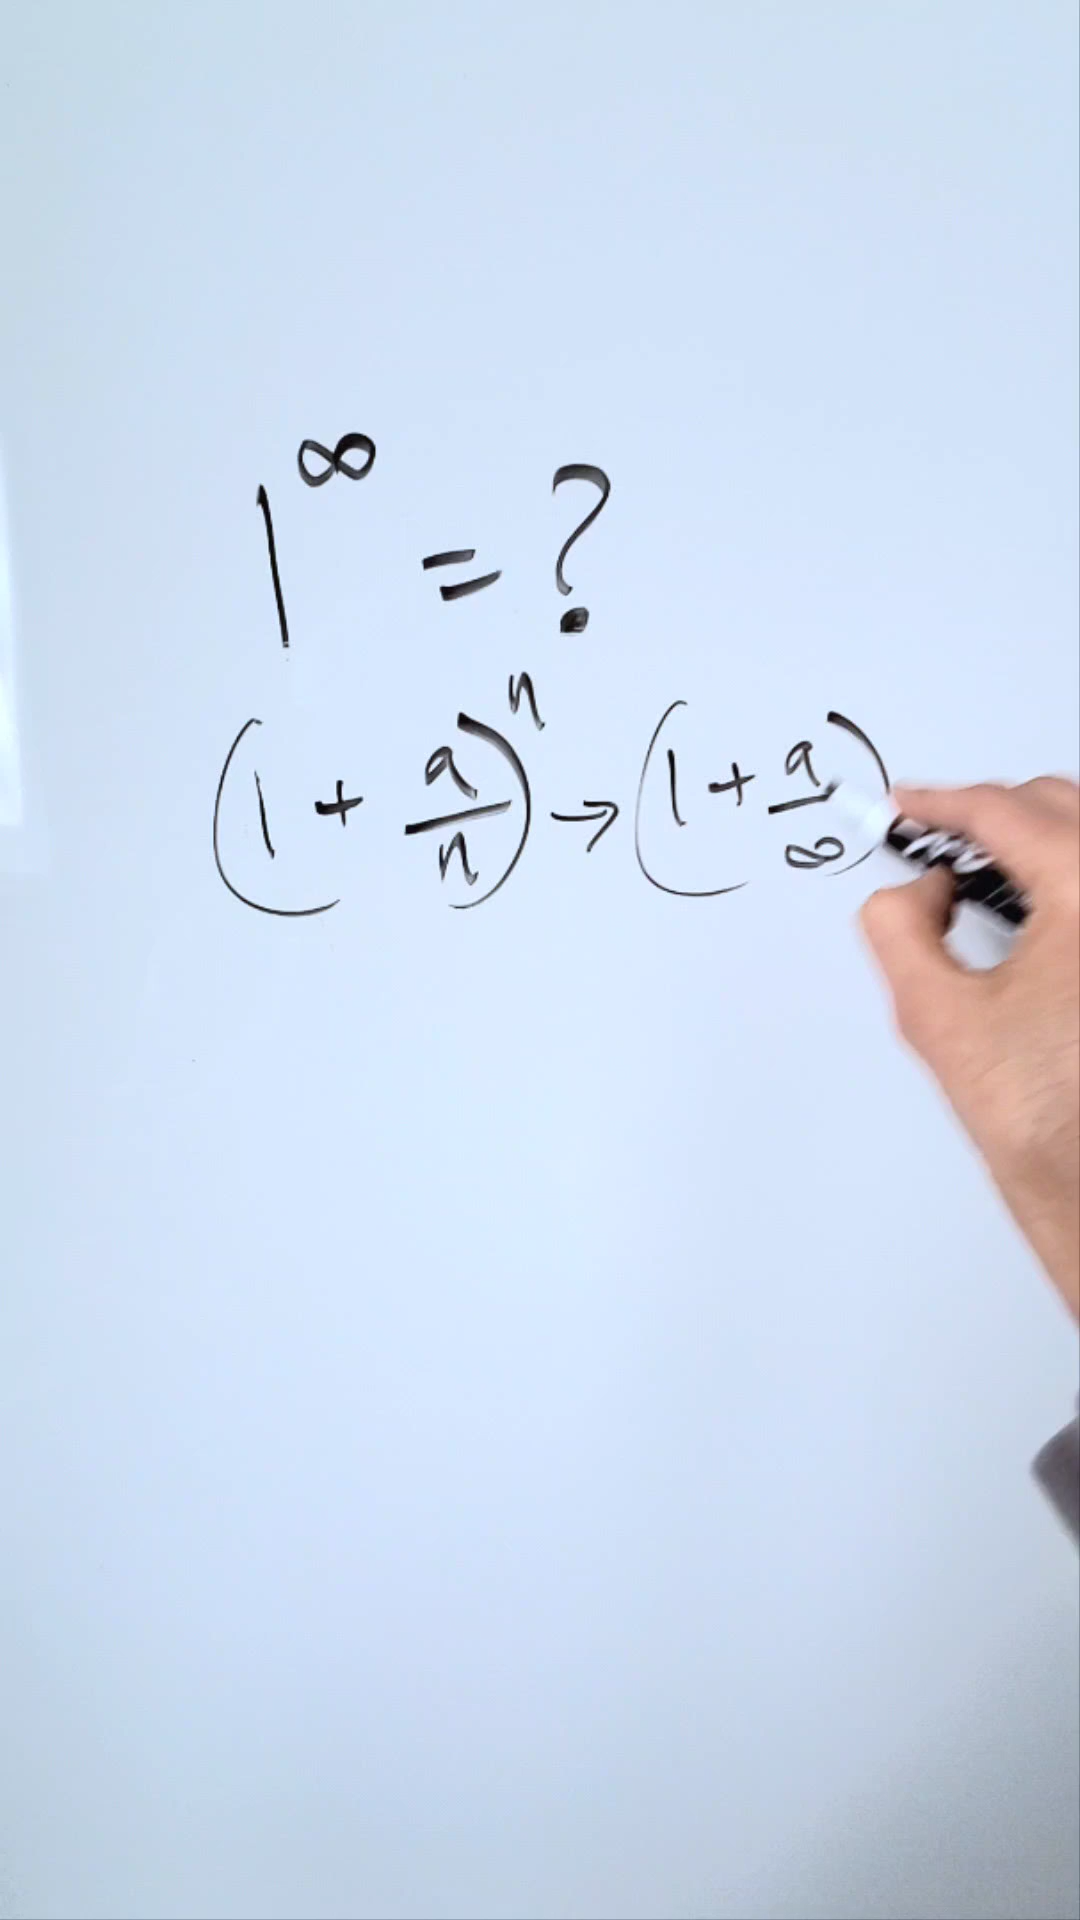 1^∞ = ?
(1 + a/n)^n → (1 + a/∞)